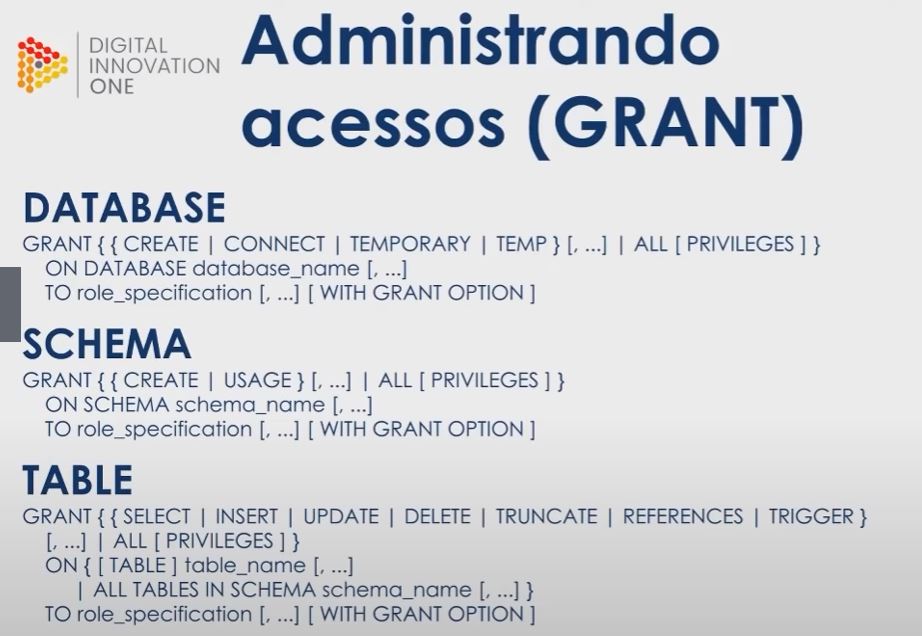 DIGITAL
INNOVATION
ONE
Administrando
acessos (GRANT)
DATABASE
GRANT { { CREATE | CONNECT | TEMPORARY | TEMP } [, ...] | ALL [ PRIVILEGES ] }
ON DATABASE database_name [, ...]
TO role_specification [, ...] [ WITH GRANT OPTION ]
SCHEMA
GRANT { { CREATE | USAGE } [, ...] | ALL [ PRIVILEGES ] }
ON SCHEMA schema_name [, ...]
TO role_specification [, ...] [ WITH GRANT OPTION ]
TABLE
GRANT { { SELECT | INSERT | UPDATE | DELETE | TRUNCATE | REFERENCES | TRIGGER }
[, ...] | ALL [ PRIVILEGES ] }
ON { [ TABLE ] table_name [, ...]
| ALL TABLES IN SCHEMA schema_name [, ...] }
TO role_specification [, ...] [ WITH GRANT OPTION ]